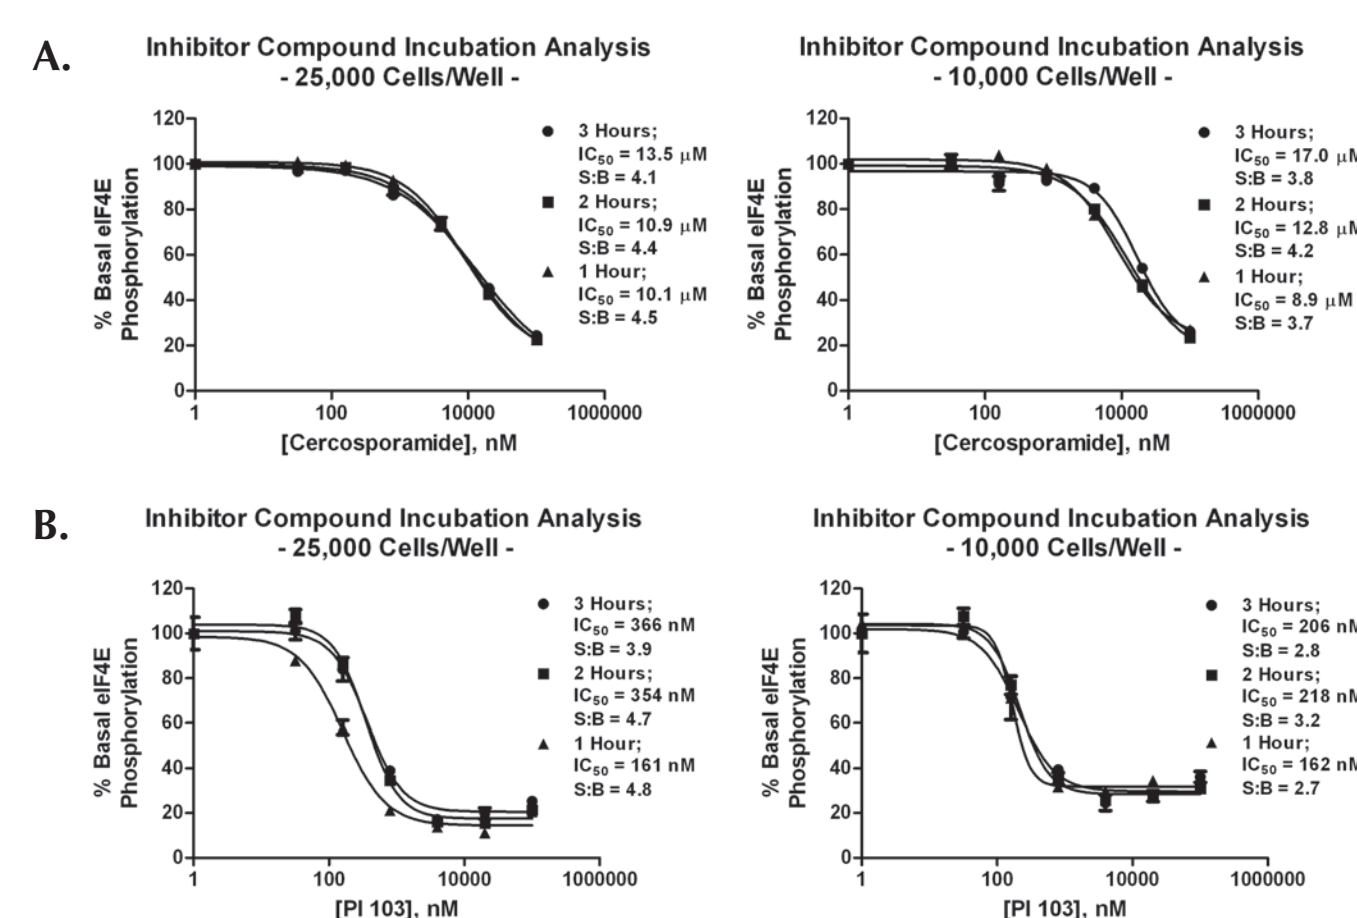 A.
Inhibitor Compound Incubation Analysis
- 25,000 Cells/Well -
% Basal eIF4E
Phosphorylation
120
100
80
60
40
20
0
1
100
10000
1000000
[Cercosporamide], nM
3 Hours;
IC50 = 13.5 μM
S:B = 4.1
2 Hours;
IC50 = 10.9 μM
S:B = 4.4
1 Hour;
IC50 = 10.1 μM
S:B = 4.5
Inhibitor Compound Incubation Analysis
- 10,000 Cells/Well -
% Basal eIF4E
Phosphorylation
120
100
80
60
40
20
0
1
100
10000
1000000
[Cercosporamide], nM
3 Hours;
IC50 = 17.0 μM
S:B = 3.8
2 Hours;
IC50 = 12.8 μM
S:B = 4.2
1 Hour;
IC50 = 8.9 μM
S:B = 3.7
B.
Inhibitor Compound Incubation Analysis
- 25,000 Cells/Well -
% Basal eIF4E
Phosphorylation
120
100
80
60
40
20
0
1
100
10000
1000000
[PI 103], nM
3 Hours;
IC50 = 366 nM
S:B = 3.9
2 Hours;
IC50 = 354 nM
S:B = 4.7
1 Hour;
IC50 = 161 nM
S:B = 4.8
Inhibitor Compound Incubation Analysis
- 10,000 Cells/Well -
% Basal eIF4E
Phosphorylation
120
100
80
60
40
20
0
1
100
10000
1000000
[PI 103], nM
3 Hours;
IC50 = 206 nM
S:B = 2.8
2 Hours;
IC50 = 218 nM
S:B = 3.2
1 Hour;
IC50 = 162 nM
S:B = 2.7